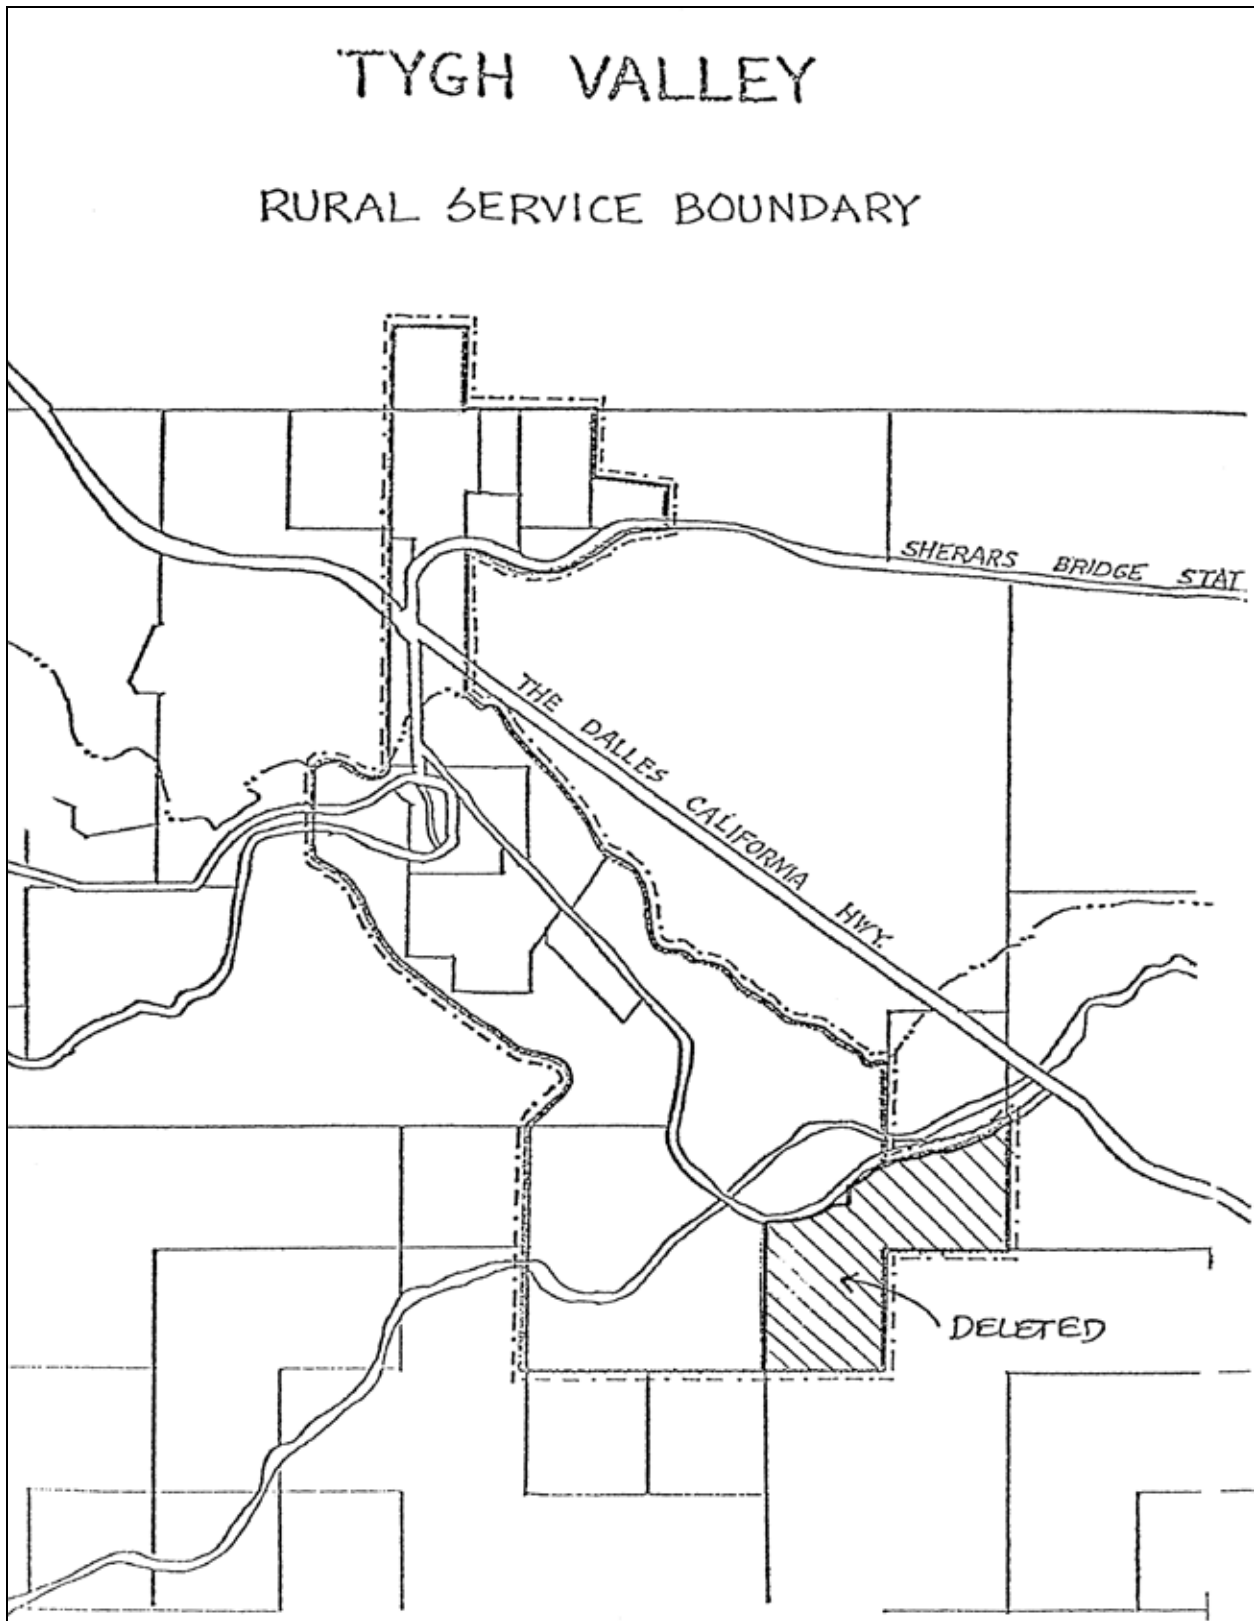 TYGH VALLEY
RURAL SERVICE BOUNDARY
SHERARS BRIDGE STAT
THE DALLES CALIFORNIA HWY.
DELETED